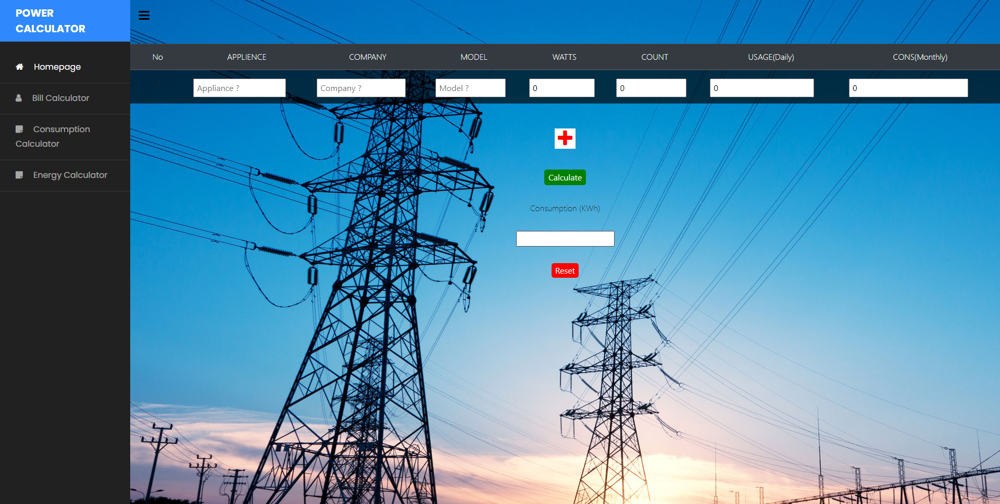 POWER
CALCULATOR
Homepage
Bill Calculator
Consumption
Calculator
Energy Calculator
No APPLIENCE COMPANY MODEL WATTS COUNT USAGE(Daily) CONS(Monthly)
1 Appliance ? Company ? Model ? 0 0 0 0
Calculate
Consumption (KWh)
Reset